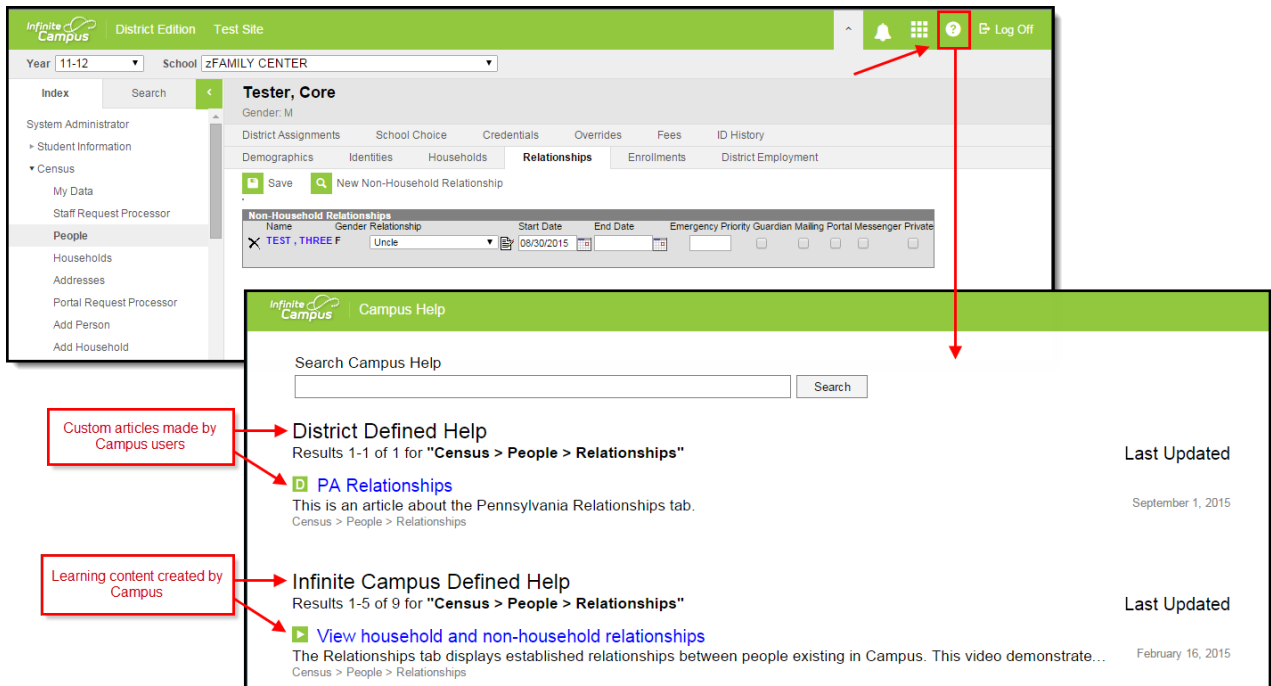 Infinite Campus District Edition Test Site Log Off
Year 11-12 School zFAMILY CENTER
Index Search
Tester, Core
Gender: M
District Assignments School Choice Credentials Overrides Fees ID History
Demographics Identities Households Relationships Enrollments District Employment
Save New Non-Household Relationship
Non-Household Relationships
Name Gender Relationship Start Date End Date Emergency Priority Guardian Mailing Portal Messenger Private
TEST , THREE F Uncle 08/30/2015
System Administrator
Student Information
Census
My Data
Staff Request Processor
People
Households
Addresses
Portal Request Processor
Add Person
Add Household
Infinite Campus Campus Help
Search Campus Help
Search
Custom articles made by
Campus users
District Defined Help
Results 1-1 of 1 for "Census > People > Relationships" Last Updated
D PA Relationships
This is an article about the Pennsylvania Relationships tab. September 1, 2015
Census > People > Relationships
Learning content created by
Campus
Infinite Campus Defined Help
Results 1-5 of 9 for "Census > People > Relationships" Last Updated
View household and non-household relationships
The Relationships tab displays established relationships between people existing in Campus. This video demonstrate... February 16, 2015
Census > People > Relationships